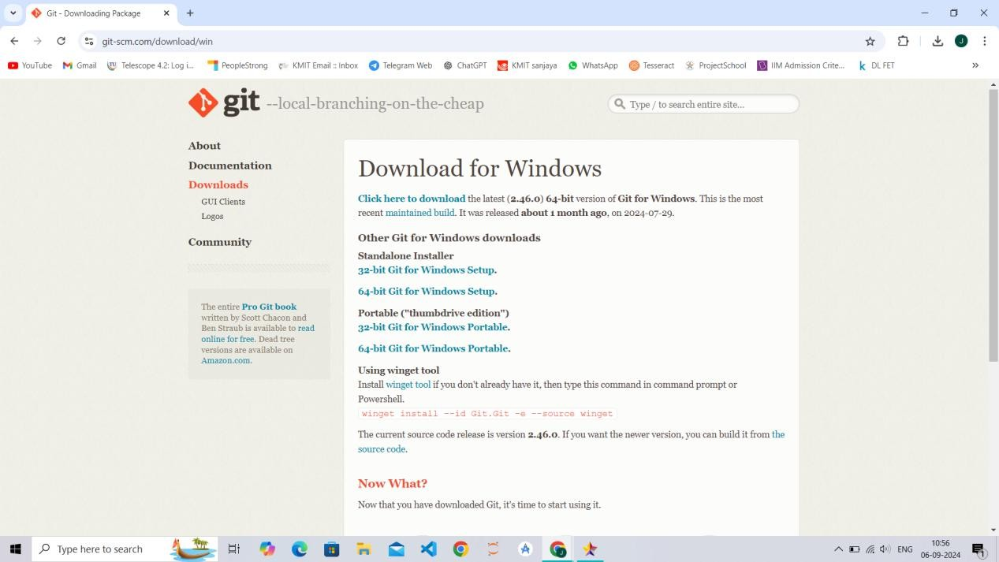 Git - Downloading Package
git-scm.com/download/win
YouTube Gmail Telescope 4.2: Log i... PeopleStrong KMIT Email :: Inbox Telegram Web ChatGPT KMIT sanjaya WhatsApp Tesseract ProjectSchool IIM Admission Crite... DL FET
git --local-branching-on-the-cheap
Type / to search entire site...
About
Documentation
Downloads
GUI Clients
Logos
Community
The entire Pro Git book
written by Scott Chacon and
Ben Straub is available to read
online for free. Dead tree
versions are available on
Amazon.com.
Download for Windows
Click here to download the latest (2.46.0) 64-bit version of Git for Windows. This is the most
recent maintained build. It was released about 1 month ago, on 2024-07-29.
Other Git for Windows downloads
Standalone Installer
32-bit Git for Windows Setup.
64-bit Git for Windows Setup.
Portable ("thumbdrive edition")
32-bit Git for Windows Portable.
64-bit Git for Windows Portable.
Using winget tool
Install winget tool if you don't already have it, then type this command in command prompt or
Powershell.
winget install --id Git.Git -e --source winget
The current source code release is version 2.46.0. If you want the newer version, you can build it from the
source code.
Now What?
Now that you have downloaded Git, it's time to start using it.
Type here to search
ENG
10:56
06-09-2024